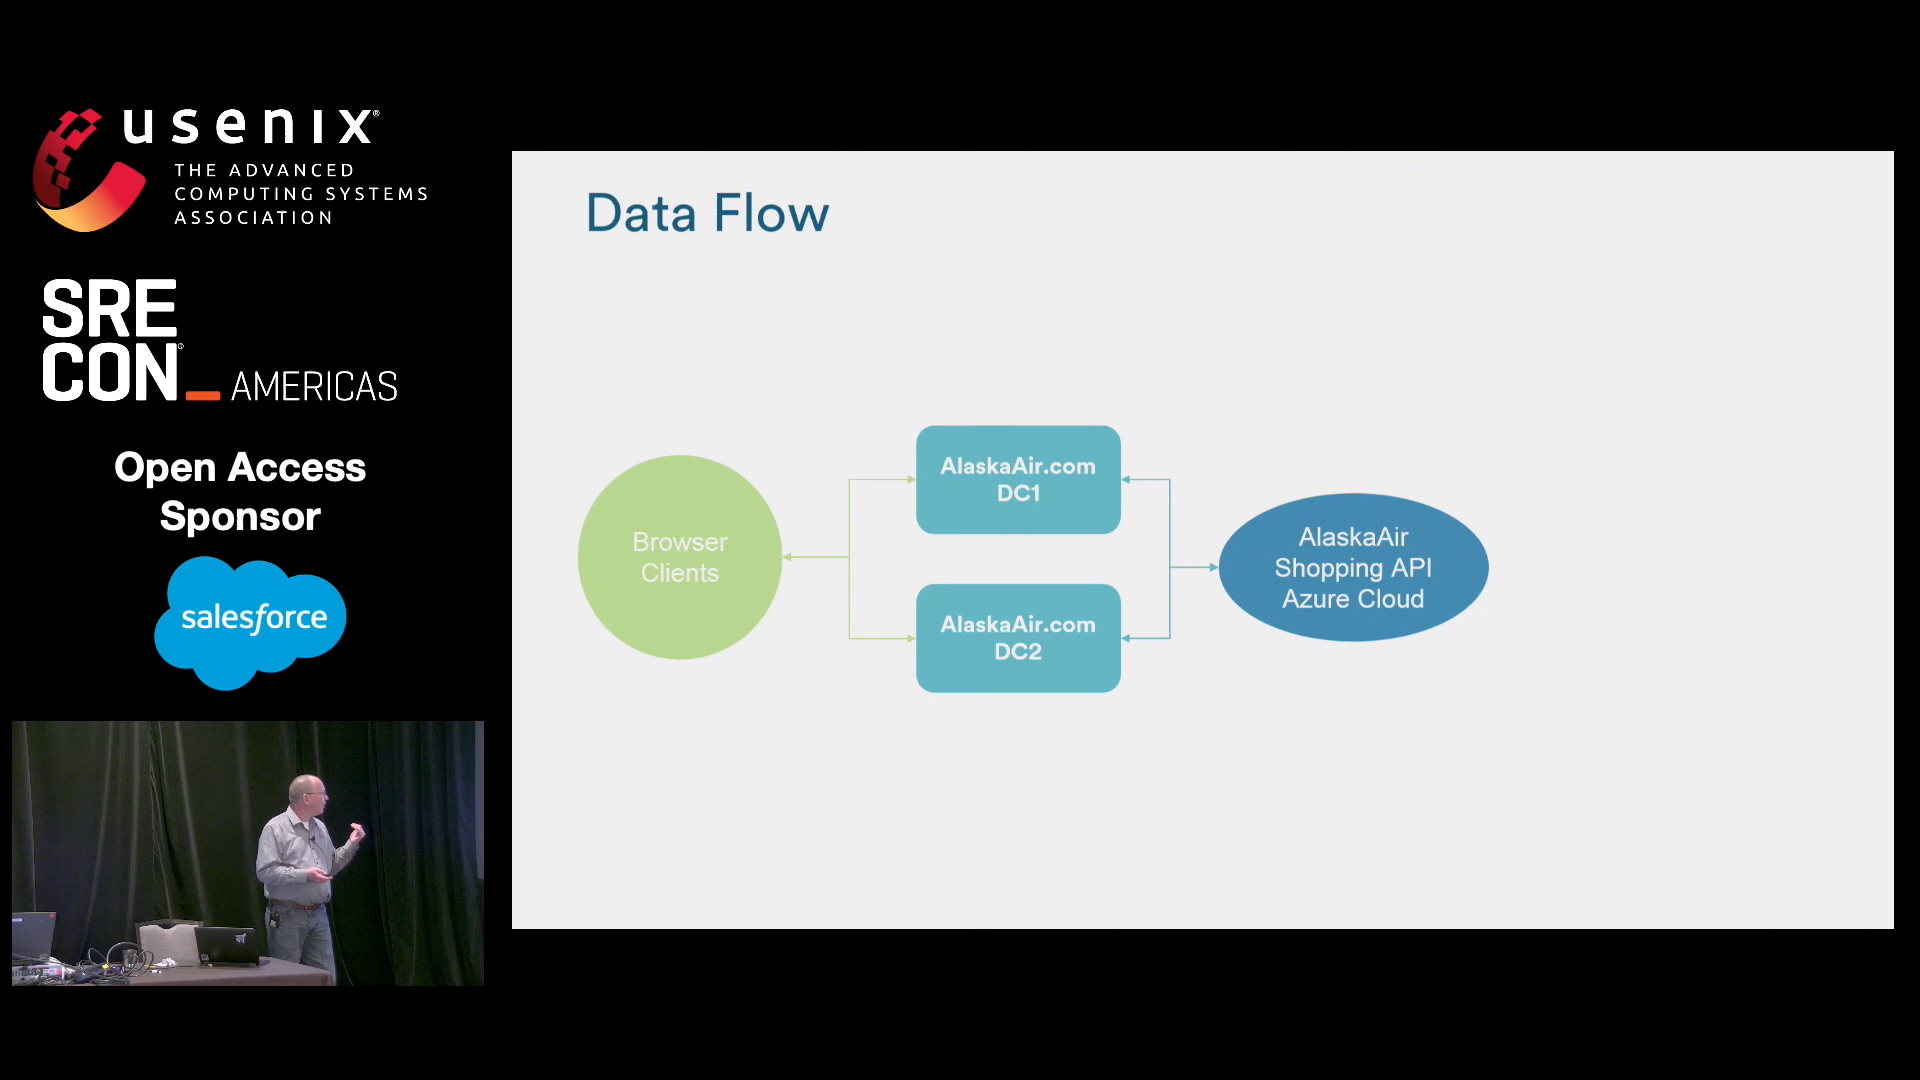 usenix®
THE ADVANCED
COMPUTING SYSTEMS
ASSOCIATION
SRE
CON®_AMERICAS
Open Access
Sponsor
salesforce
Data Flow
Browser
Clients
AlaskaAir.com
DC1
AlaskaAir.com
DC2
AlaskaAir
Shopping API
Azure Cloud